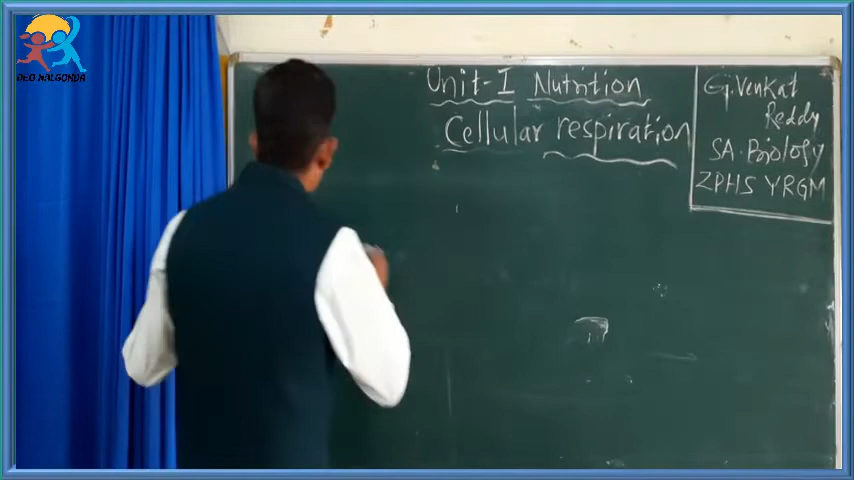 DEO NALGONDA
Unit-I Nutrition
Cellular respiration
G.Venkat
Reddy
SA.Biology
ZPHS YRGM